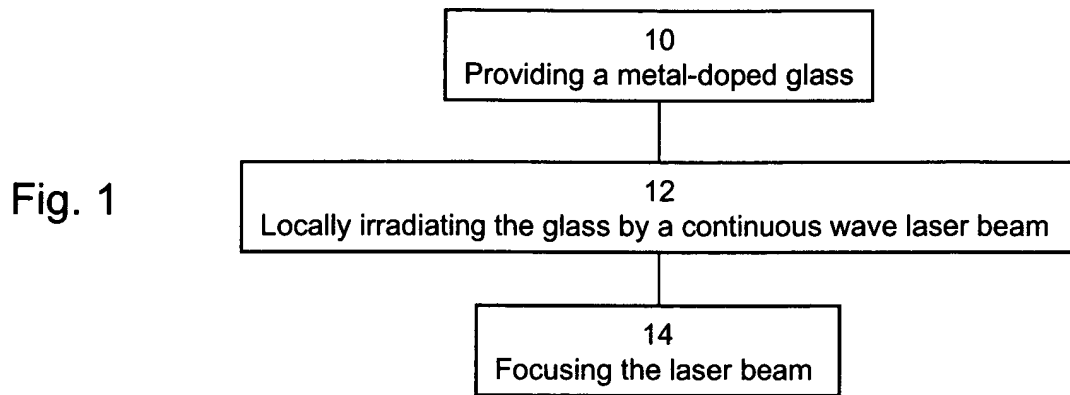 10
Providing a metal-doped glass
Fig. 1
12
Locally irradiating the glass by a continuous wave laser beam
14
Focusing the laser beam